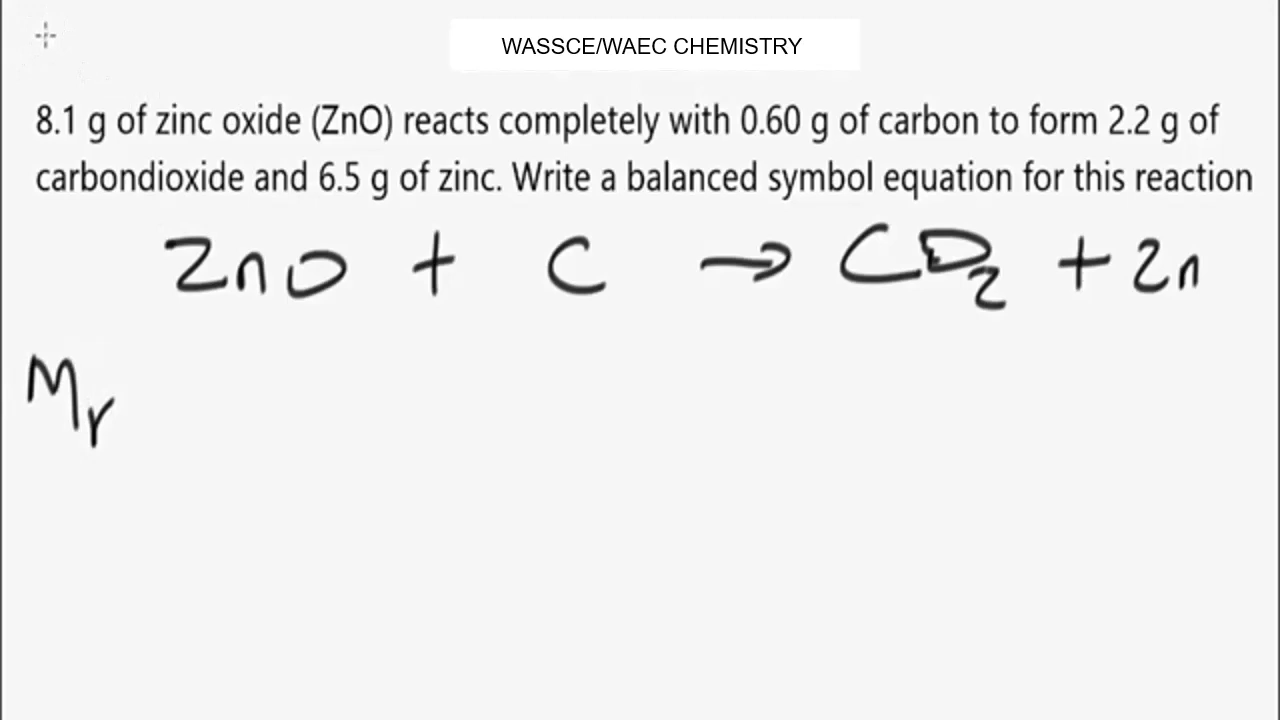 WASSCE/WAEC CHEMISTRY
8.1 g of zinc oxide (ZnO) reacts completely with 0.60 g of carbon to form 2.2 g of
carbondioxide and 6.5 g of zinc. Write a balanced symbol equation for this reaction
ZnO + C → CO₂ + Zn
Mr